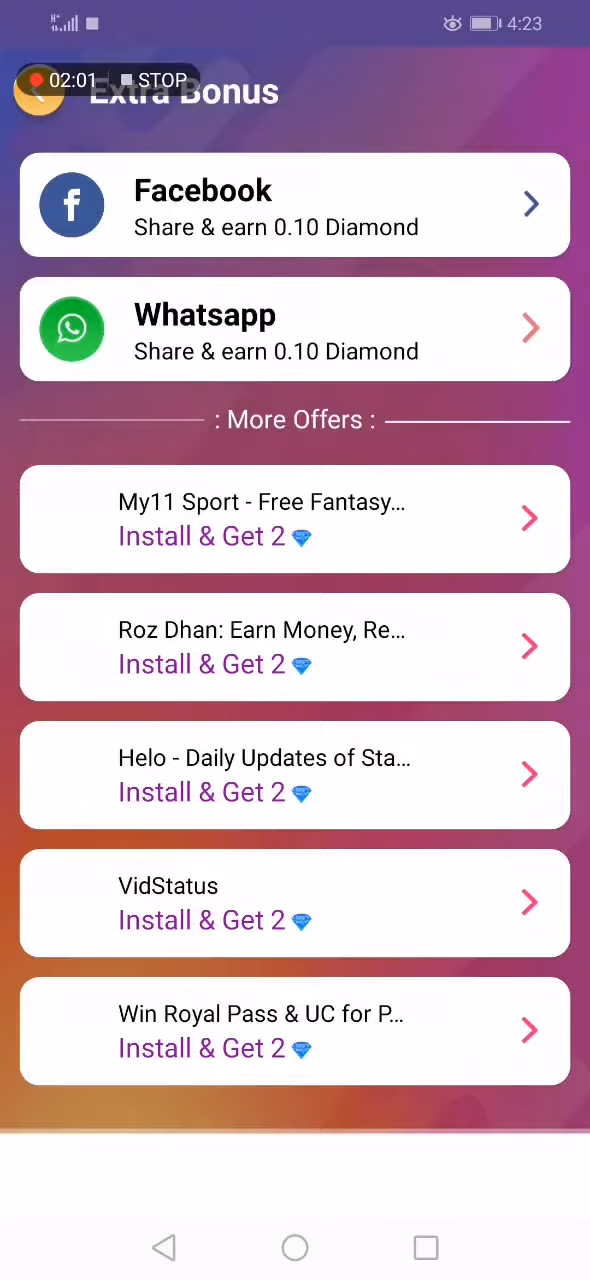 H+
4:23
02:01 STOP
Extra Bonus
Facebook
Share & earn 0.10 Diamond
Whatsapp
Share & earn 0.10 Diamond
: More Offers :
My11 Sport - Free Fantasy...
Install & Get 2
Roz Dhan: Earn Money, Re...
Install & Get 2
Helo - Daily Updates of Sta...
Install & Get 2
VidStatus
Install & Get 2
Win Royal Pass & UC for P...
Install & Get 2